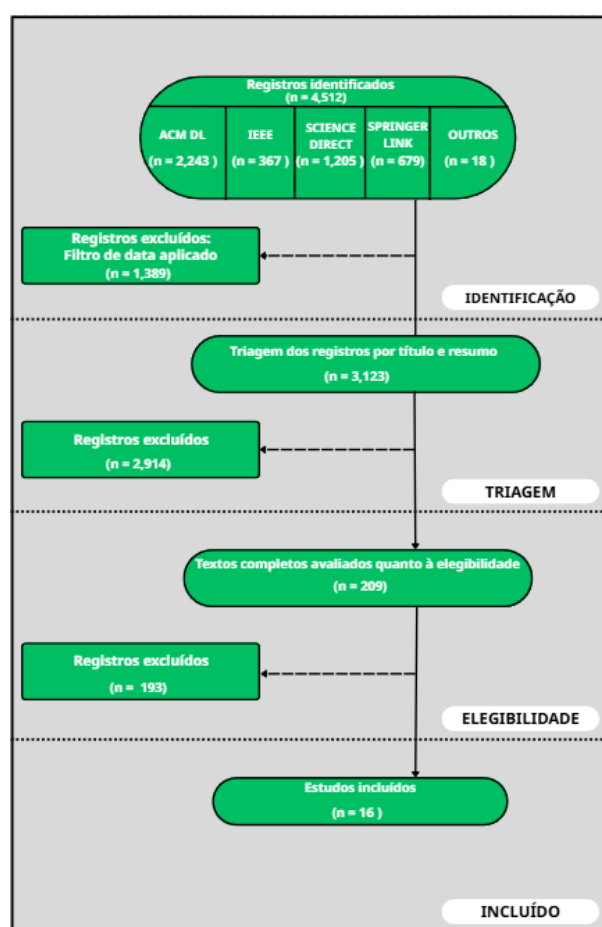 Registros identificados
(n = 4,512)
ACM DL
(n = 2,243 )
IEEE
(n = 367 )
SCIENCE
DIRECT
(n = 1,205 )
SPRINGER
LINK
(n = 679)
OUTROS
(n = 18 )
Registros excluídos:
Filtro de data aplicado
(n = 1,389)
IDENTIFICAÇÃO
Triagem dos registros por título e resumo
(n = 3,123)
Registros excluídos
(n = 2,914)
TRIAGEM
Textos completos avaliados quanto à elegibilidade
(n = 209)
Registros excluídos
(n = 193)
ELEGIBILIDADE
Estudos incluídos
(n = 16 )
INCLUÍDO